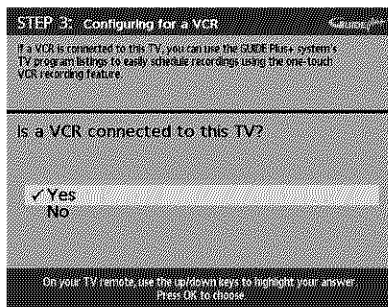 STEP 3: Configuring for a VCR
GUIDE Plus+
If a VCR is connected to this TV, you can use the GUIDE Plus+ system's
TV program listings to easily schedule recordings using the one-touch
VCR recording feature.
Is a VCR connected to this TV?
✓ Yes
No
On your TV remote, use the up/down keys to highlight your answer
Press OK to choose